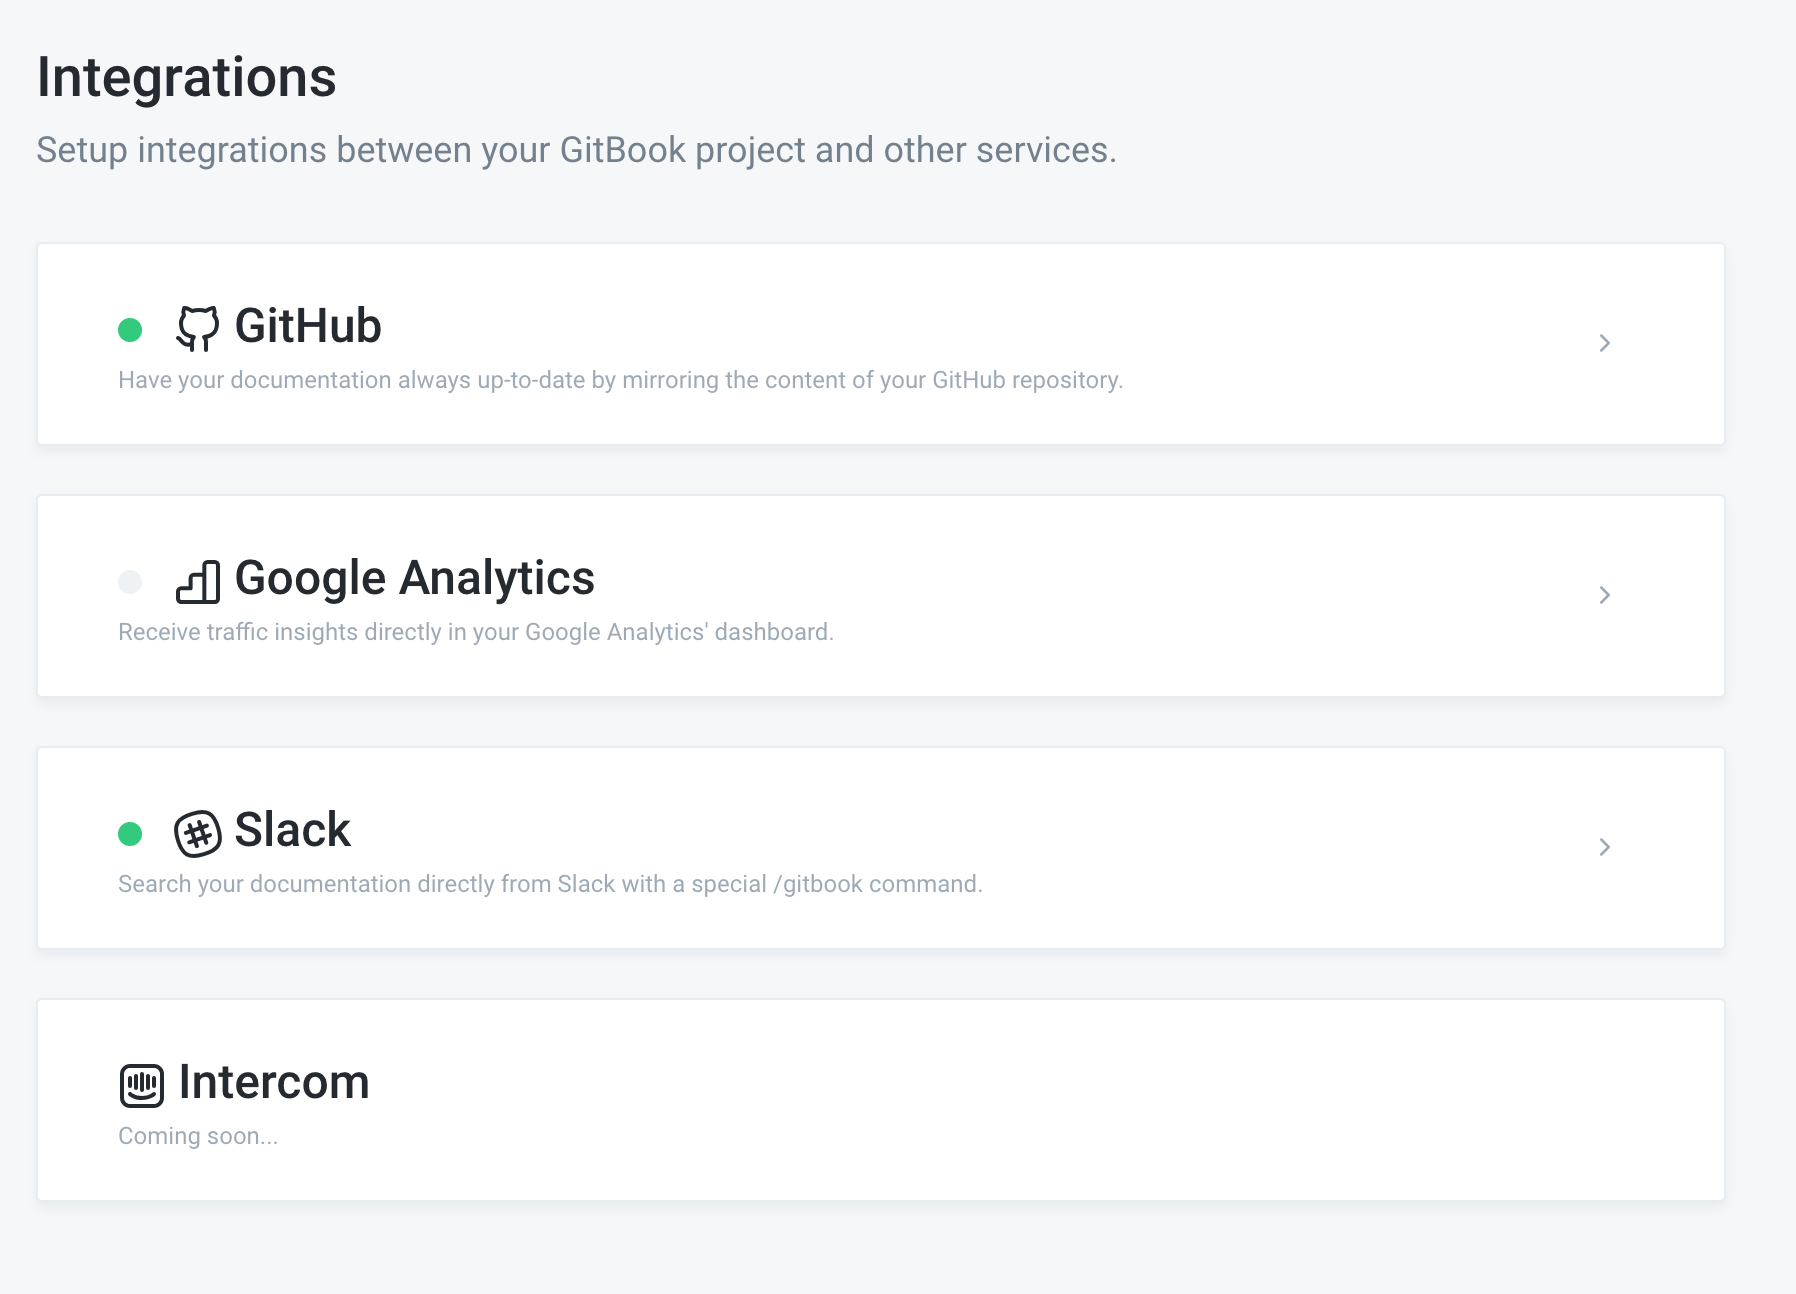 Integrations
Setup integrations between your GitBook project and other services.
GitHub
Have your documentation always up-to-date by mirroring the content of your GitHub repository.
Google Analytics
Receive traffic insights directly in your Google Analytics' dashboard.
Slack
Search your documentation directly from Slack with a special /gitbook command.
Intercom
Coming soon...